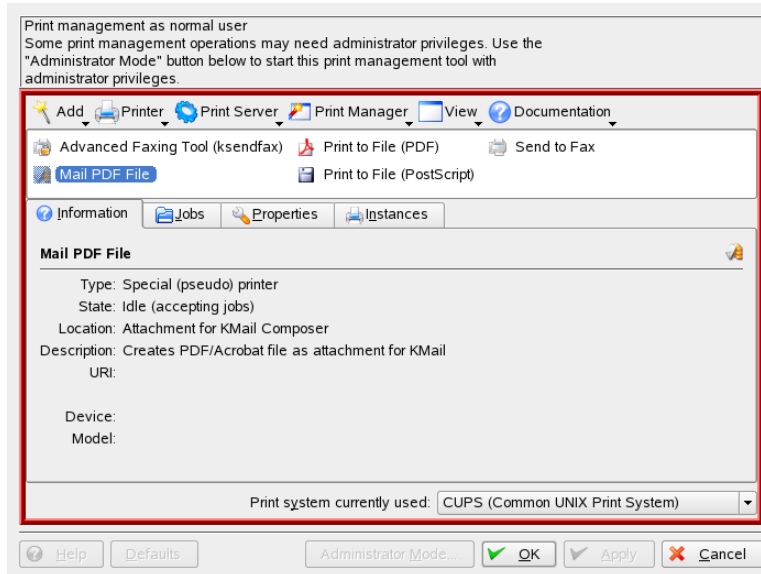 Print management as normal user
Some print management operations may need administrator privileges. Use the
"Administrator Mode" button below to start this print management tool with
administrator privileges.
Add Printer Print Server Print Manager View Documentation
Advanced Faxing Tool (ksendfax) Print to File (PDF) Send to Fax
Mail PDF File Print to File (PostScript)
Information Jobs Properties Instances
Mail PDF File
Type: Special (pseudo) printer
State: Idle (accepting jobs)
Location: Attachment for KMail Composer
Description: Creates PDF/Acrobat file as attachment for KMail
URI:
Device:
Model:
Print system currently used: CUPS (Common UNIX Print System)
Help Defaults Administrator Mode... OK Apply Cancel